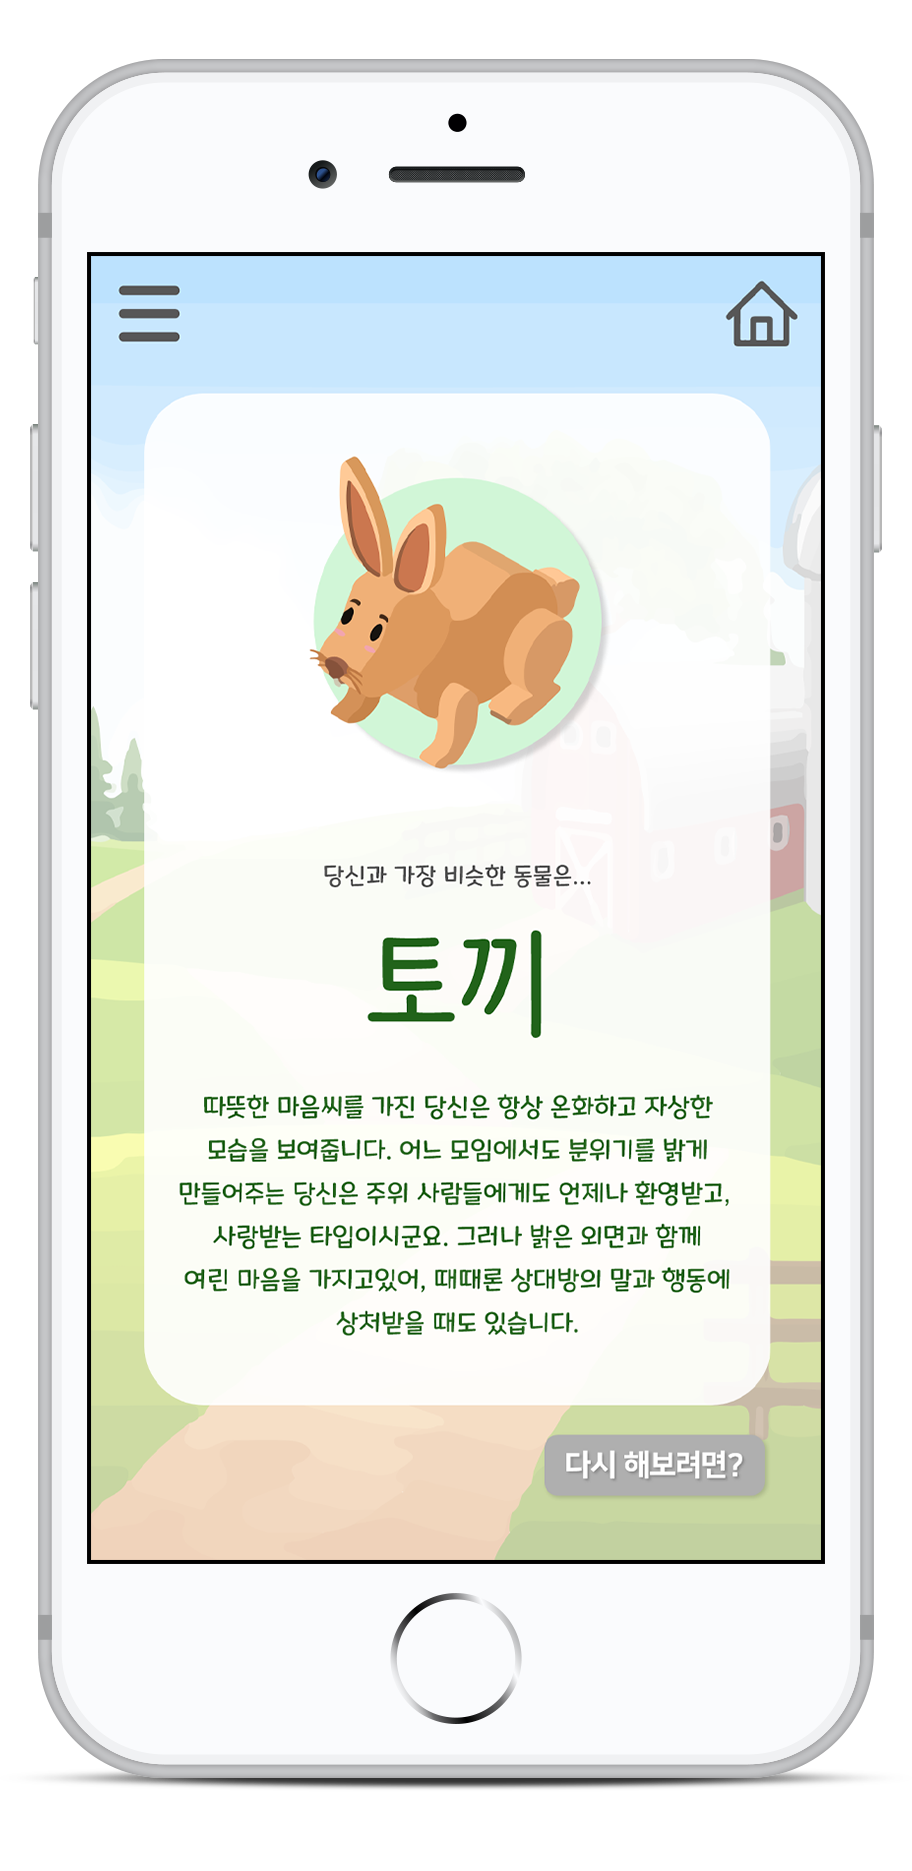 당신과 가장 비슷한 동물은...
토끼
따뜻한 마음씨를 가진 당신은 항상 온화하고 자상한
모습을 보여줍니다. 어느 모임에서도 분위기를 밝게
만들어주는 당신은 주위 사람들에게도 언제나 환영받고,
사랑받는 타입이시군요. 그러나 밝은 외면과 함께
여린 마음을 가지고있어, 때때론 상대방의 말과 행동에
상처받을 때도 있습니다.
다시 해보려면?